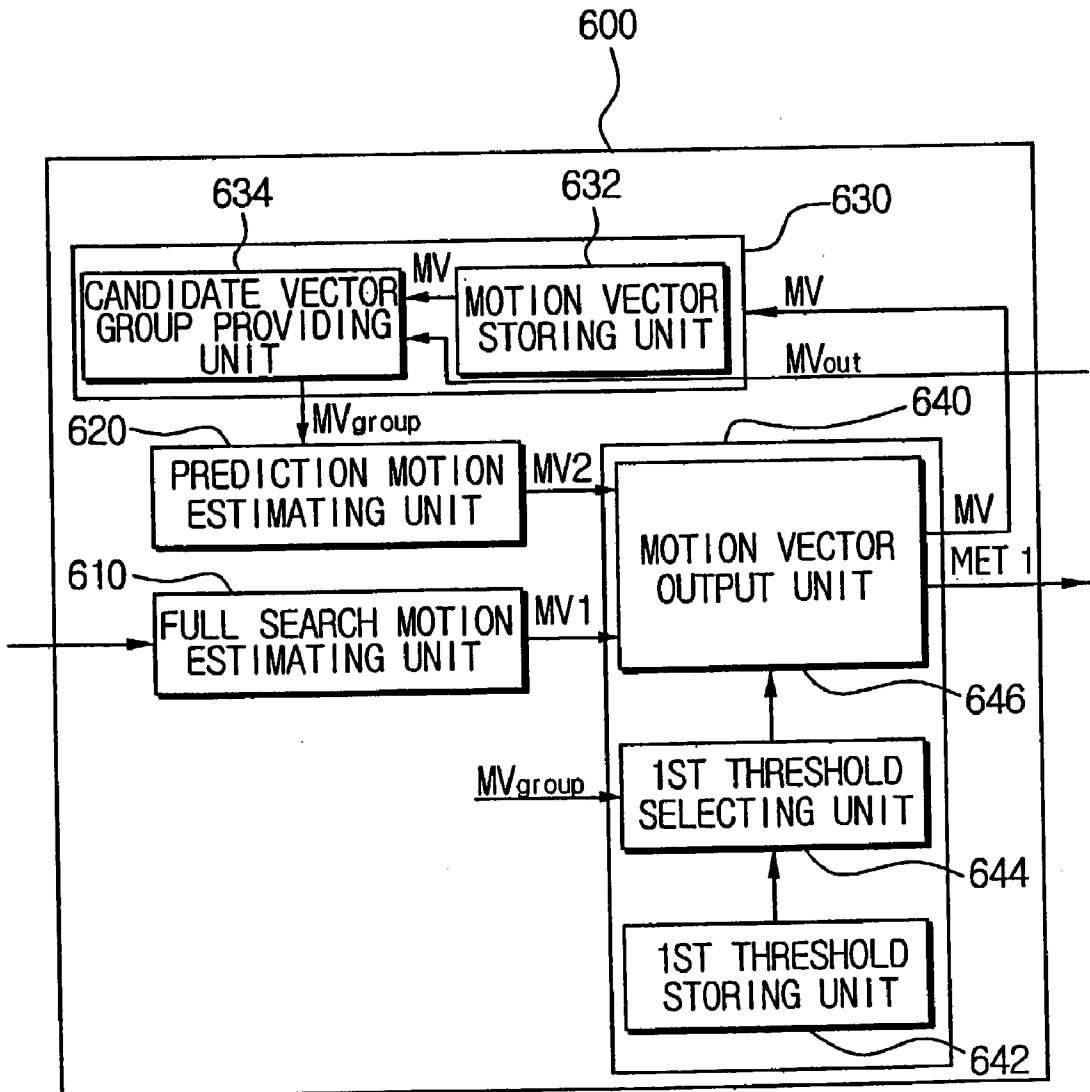 600
634
632
630
CANDIDATE VECTOR
GROUP PROVIDING
UNIT
MV
MOTION VECTOR
STORING UNIT
MV
MVout
MVgroup
620
640
PREDICTION MOTION
ESTIMATING UNIT
MV2
MOTION VECTOR
OUTPUT UNIT
MV
MET 1
610
FULL SEARCH MOTION
ESTIMATING UNIT
MV1
646
MVgroup
1ST THRESHOLD
SELECTING UNIT
644
1ST THRESHOLD
STORING UNIT
642